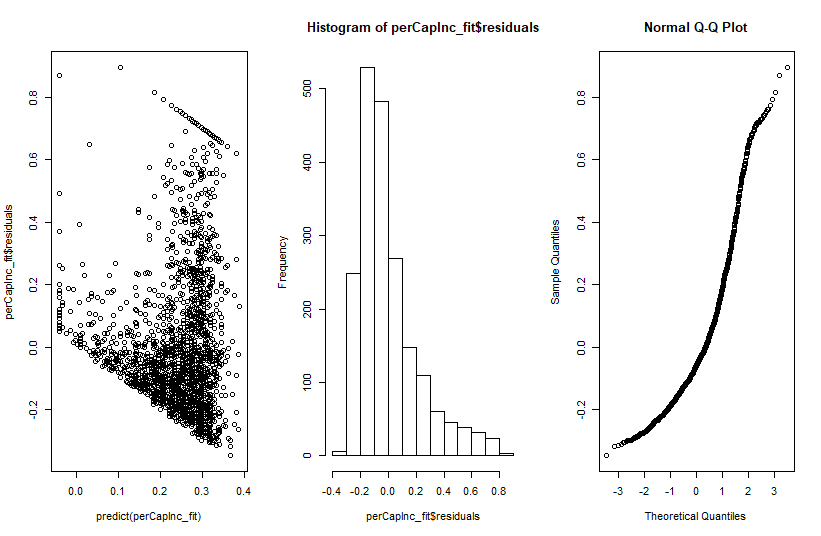 perCapInc_fit$residuals
0.8
0.6
0.4
0.2
0.0
-0.2
0.0 0.1 0.2 0.3 0.4
predict(perCapInc_fit)
Histogram of perCapInc_fit$residuals
Frequency
500
400
300
200
100
0
-0.4 -0.2 0.0 0.2 0.4 0.6 0.8
perCapInc_fit$residuals
Normal Q-Q Plot
Sample Quantiles
0.8
0.6
0.4
0.2
0.0
-0.2
-3 -2 -1 0 1 2 3
Theoretical Quantiles